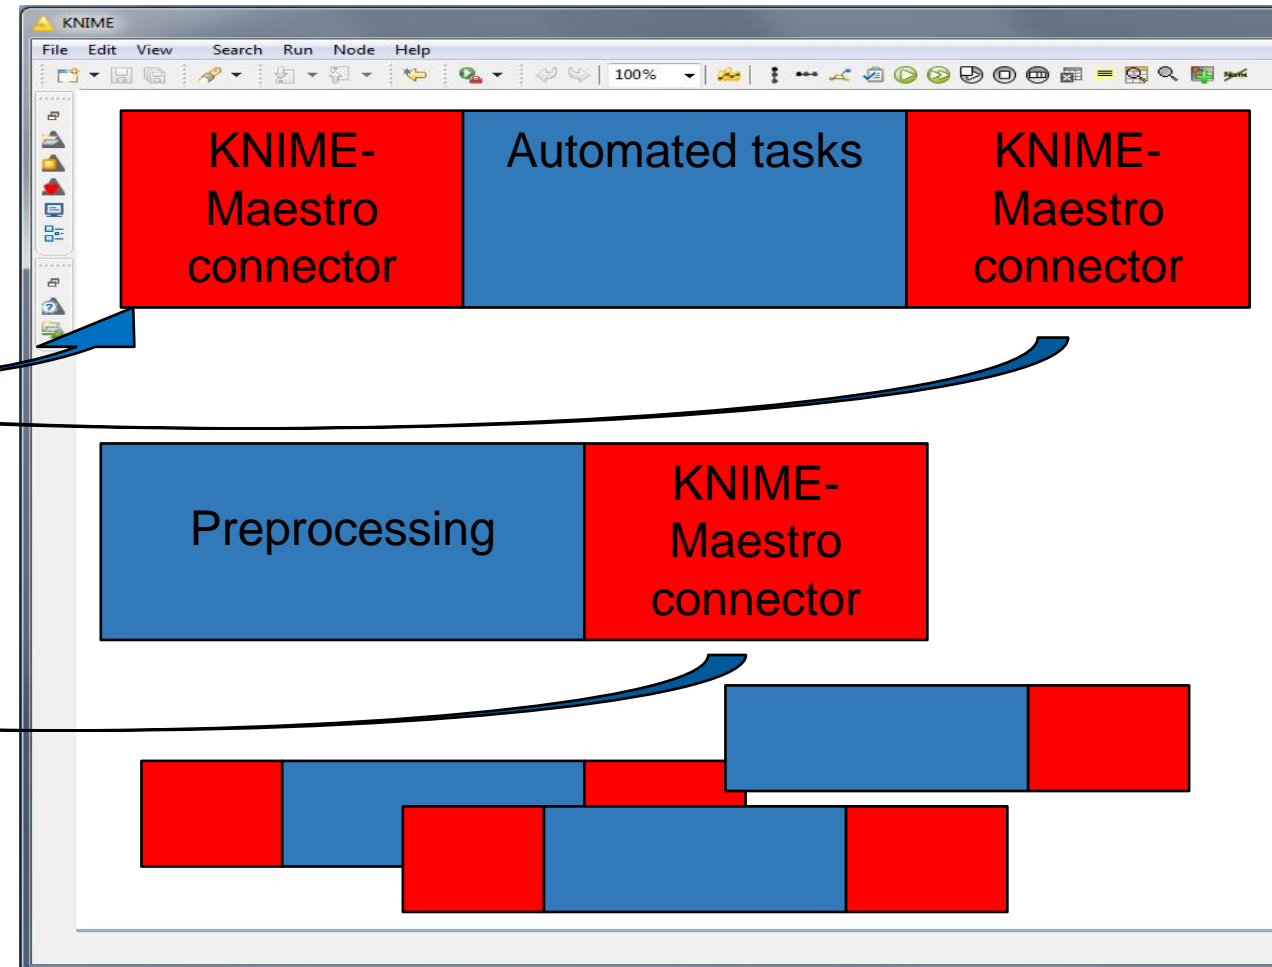 KNIME
File Edit View Search Run Node Help
100%
KNIME-
Maestro
connector
Automated tasks
KNIME-
Maestro
connector
Preprocessing
KNIME-
Maestro
connector